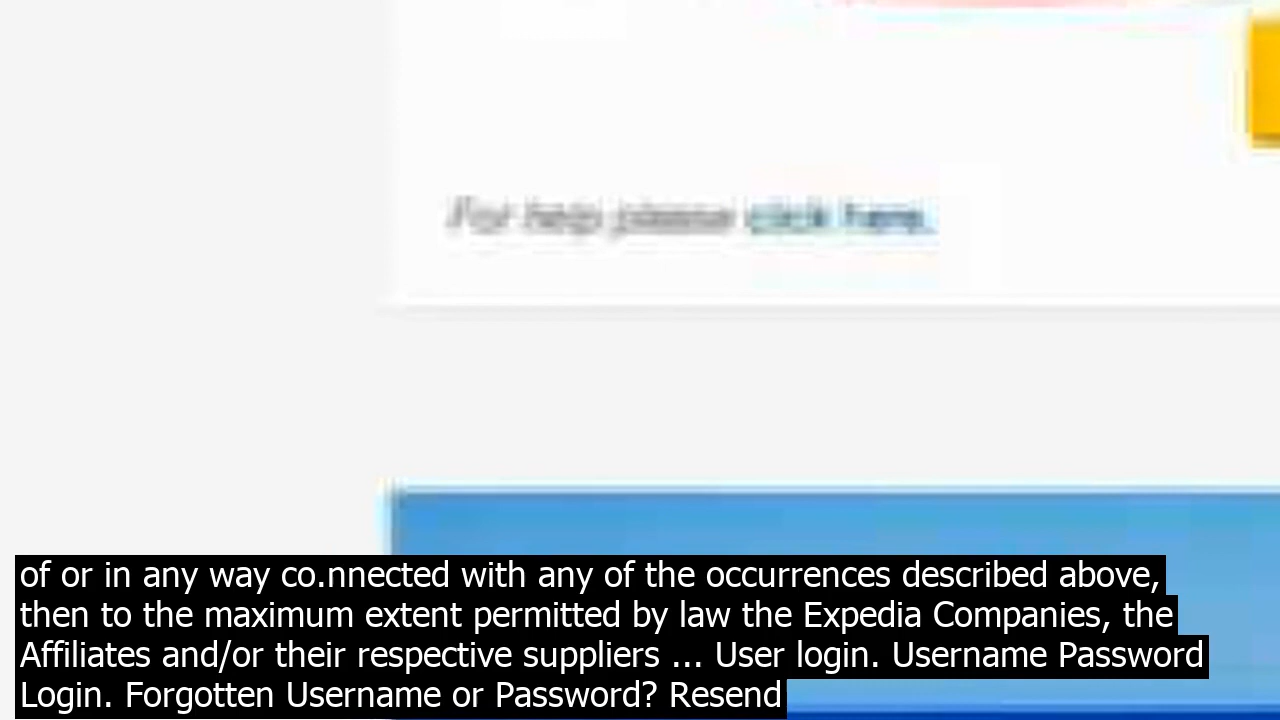 For help please click here.
of or in any way co.nnected with any of the occurrences described above,
then to the maximum extent permitted by law the Expedia Companies, the
Affiliates and/or their respective suppliers ... User login. Username Password
Login. Forgotten Username or Password? Resend